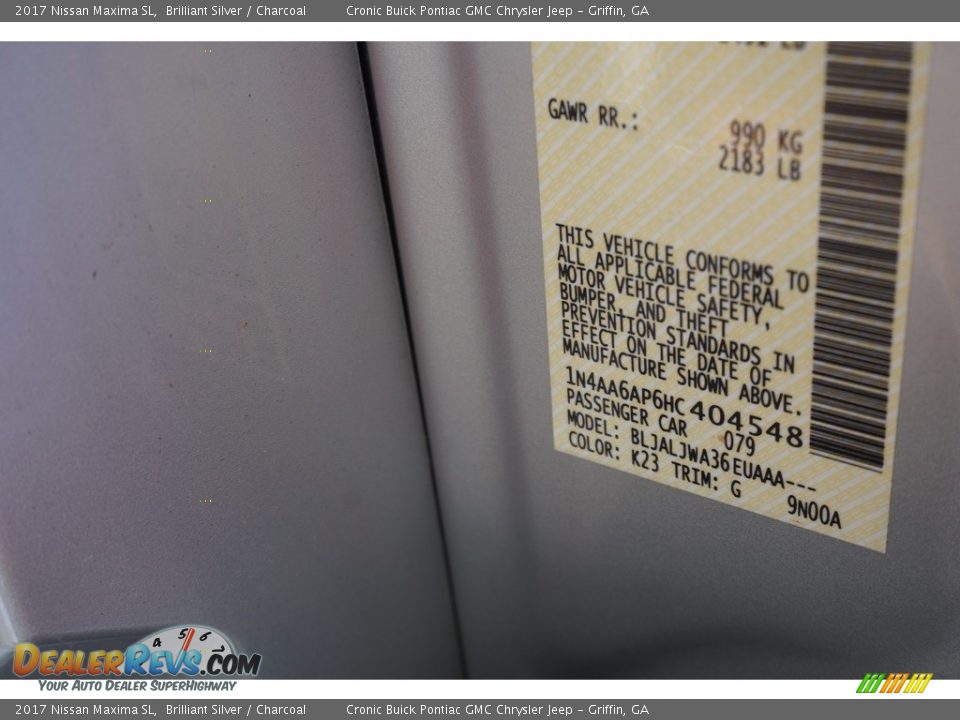 2017 Nissan Maxima SL, Brilliant Silver / Charcoal Cronic Buick Pontiac GMC Chrysler Jeep - Griffin, GA
GAWR RR.: 990 KG
2183 LB
THIS VEHICLE CONFORMS TO
ALL APPLICABLE FEDERAL
MOTOR VEHICLE SAFETY,
BUMPER, AND THEFT
PREVENTION STANDARDS IN
EFFECT ON THE DATE OF
MANUFACTURE SHOWN ABOVE.
1N4AA6AP6HC404548
PASSENGER CAR 079
MODEL: BLJALJWA36EUAAA---
COLOR: K23 TRIM: G 9N00A
4 5 6
DEALERREVS.COM
YOUR AUTO DEALER SUPERHIGHWAY
2017 Nissan Maxima SL, Brilliant Silver / Charcoal Cronic Buick Pontiac GMC Chrysler Jeep - Griffin, GA